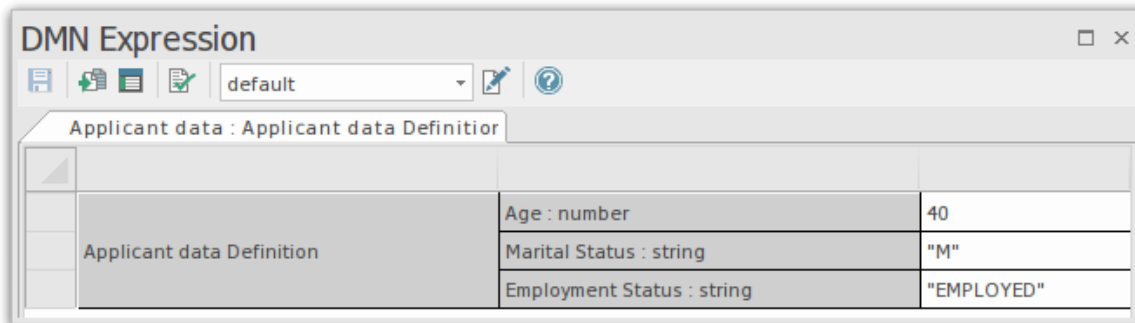 DMN Expression
default
Applicant data : Applicant data Definition
Age : number
40
Applicant data Definition
Marital Status : string
"M"
Employment Status : string
"EMPLOYED"